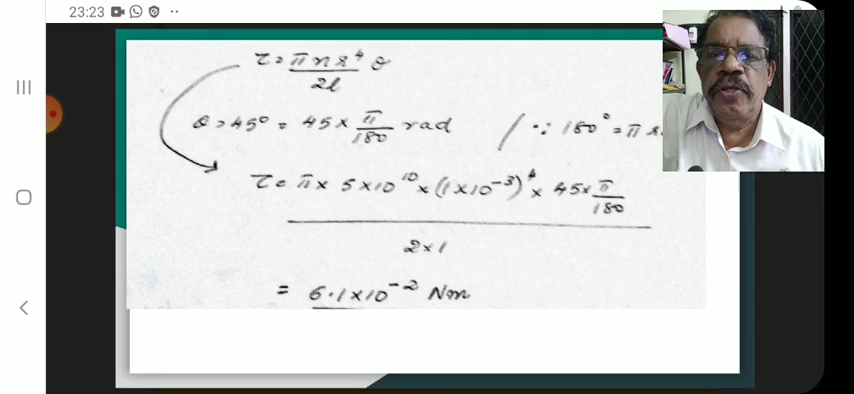 23:23
τ = πnr⁴/2l θ
θ = 45° = 45 × π/180 rad / ∵ 180° = π
τ = π × 5×10¹⁰ × (1×10⁻³)⁴ × 45×π/180
2×1
= 6.1×10⁻² Nm